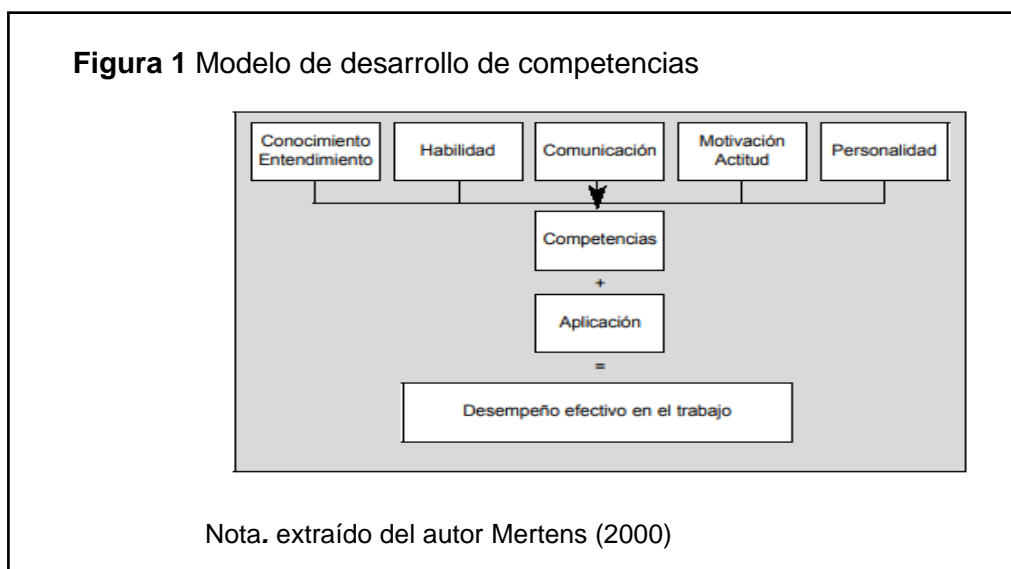 Figura 1 Modelo de desarrollo de competencias
Conocimiento
Entendimiento
Habilidad
Comunicación
Motivación
Actitud
Personalidad
Competencias
+
Aplicación
=
Desempeño efectivo en el trabajo
Nota. extraído del autor Mertens (2000)